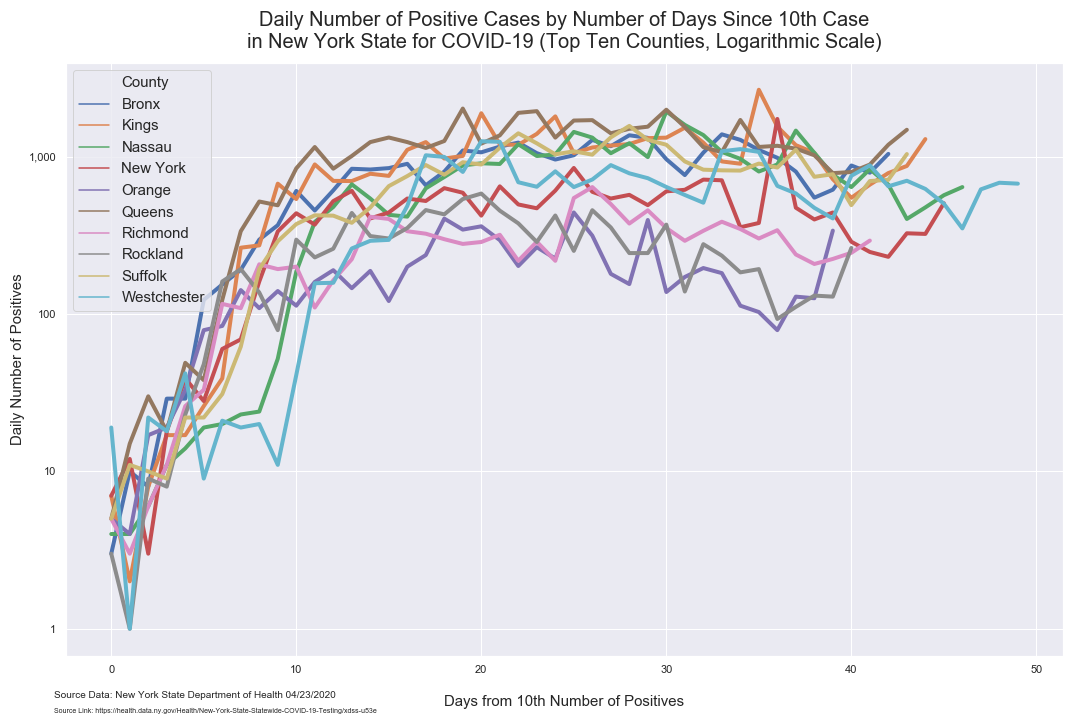 Daily Number of Positive Cases by Number of Days Since 10th Case
in New York State for COVID-19 (Top Ten Counties, Logarithmic Scale)
County
Bronx
Kings
Nassau
New York
Orange
Queens
Richmond
Rockland
Suffolk
Westchester
Daily Number of Positives
1,000
100
10
1
0
10
20
30
40
50
Days from 10th Number of Positives
Source Data: New York State Department of Health 04/23/2020
Source Link: https://health.data.ny.gov/Health/New-York-State-Statewide-COVID-19-Testing/xdss-u53e